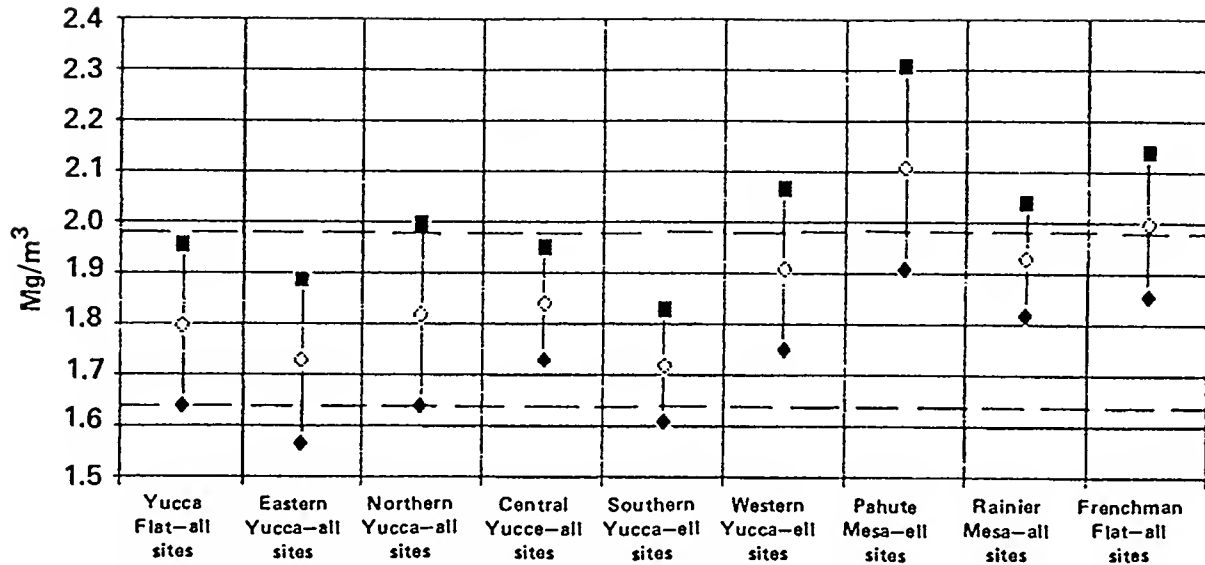 2.4
2.3
2.2
2.1
2.0
1.9
1.8
1.7
1.6
1.5
Mg/m³
Yucca
Flat—all
sites
Eastern
Yucca—all
sites
Northern
Yucca—all
sites
Central
Yucce—all
sites
Southern
Yucca—ell
sites
Western
Yucca—ell
sites
Pahute
Mesa—ell
sites
Rainier
Mesa—all
sites
Frenchman
Flat—all
sites